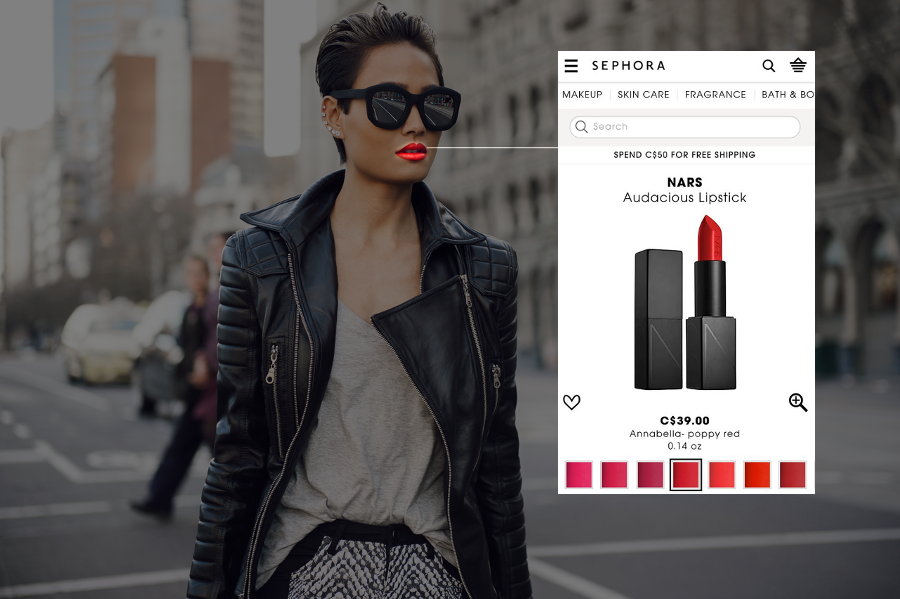 SEPHORA
MAKEUP SKIN CARE FRAGRANCE BATH & BO
Search
SPEND C$50 FOR FREE SHIPPING
NARS
Audacious Lipstick
C$39.00
Annabella- poppy red
0.14 oz